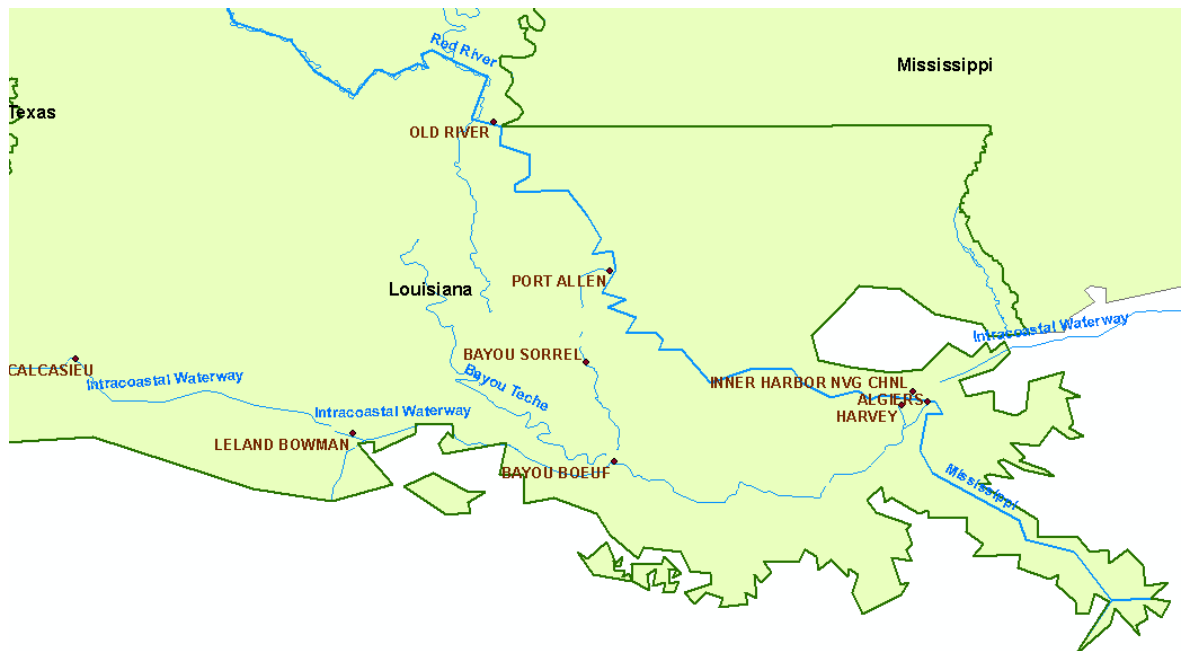 Red River
Mississippi
Texas
OLD RIVER
PORT ALLEN
Louisiana
Intracoastal Waterway
BAYOU SORREL
CALCASIEU
Intracoastal Waterway
Bayou Teche
INNER HARBOR NVG CHNL
ALGIERS
HARVEY
Intracoastal Waterway
LELAND BOWMAN
BAYOU BOEUF
Mississippi